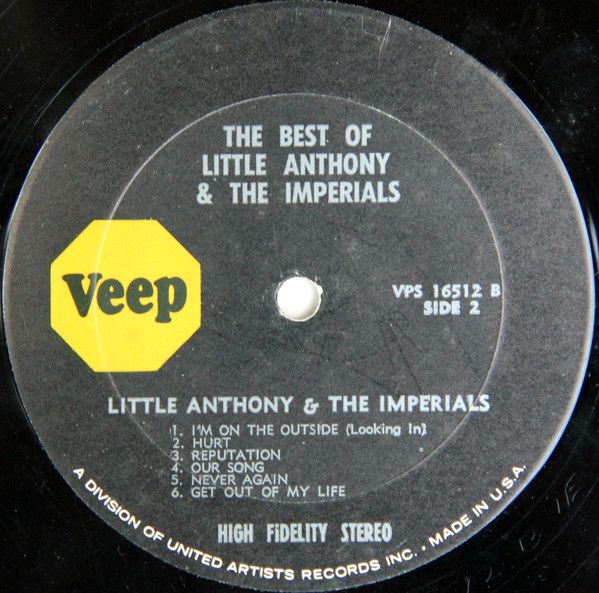 THE BEST OF
LITTLE ANTHONY
& THE IMPERIALS
Veep
VPS 16512 B
SIDE 2
LITTLE ANTHONY & THE IMPERIALS
1. I'M ON THE OUTSIDE (Looking In)
2. HURT
3. REPUTATION
4. OUR SONG
5. NEVER AGAIN
6. GET OUT OF MY LIFE
HIGH FIDELITY STEREO
A DIVISION OF UNITED ARTISTS RECORDS INC. • MADE IN U.S.A.